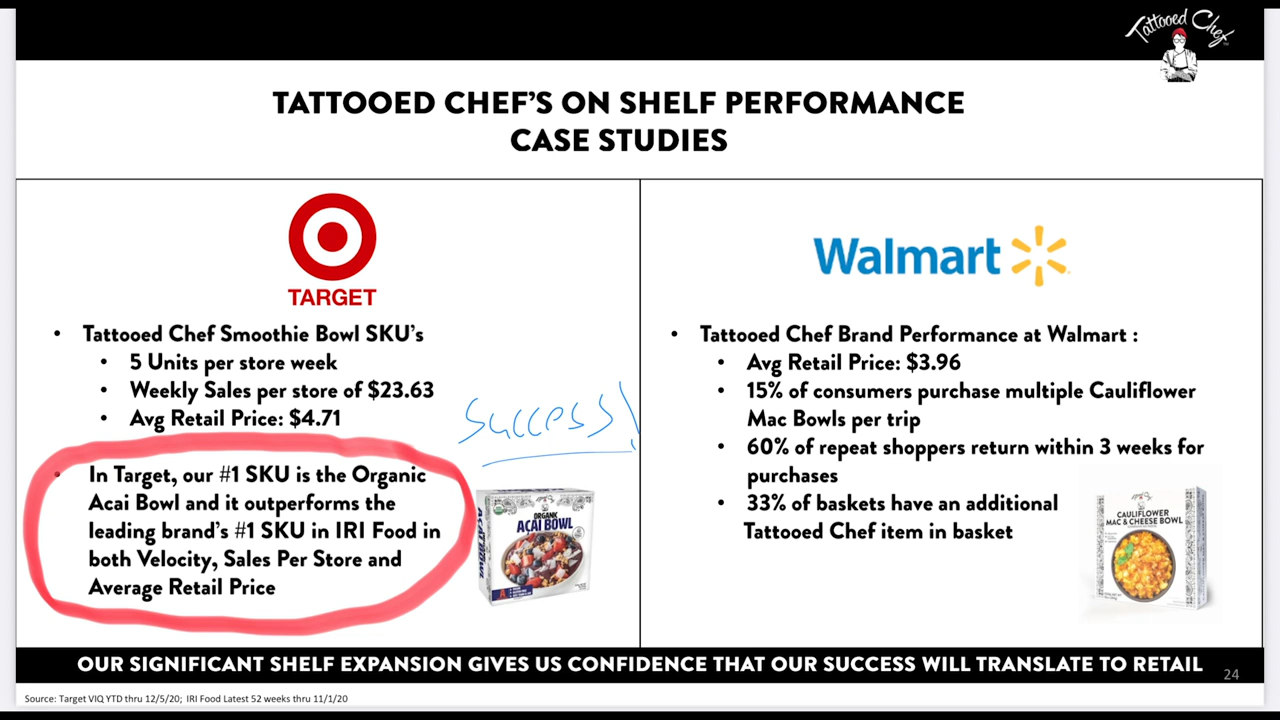 Tattooed Chef
TATTOOED CHEF'S ON SHELF PERFORMANCE
CASE STUDIES
TARGET
• Tattooed Chef Smoothie Bowl SKU's
• 5 Units per store week
• Weekly Sales per store of $23.63
• Avg Retail Price: $4.71
Success!
• In Target, our #1 SKU is the Organic
Acai Bowl and it outperforms the
leading brand's #1 SKU in IRI Food in
both Velocity, Sales Per Store and
Average Retail Price
ORGANIC
ACAI BOWL
ACAI BOWL
Walmart
• Tattooed Chef Brand Performance at Walmart :
• Avg Retail Price: $3.96
• 15% of consumers purchase multiple Cauliflower
Mac Bowls per trip
• 60% of repeat shoppers return within 3 weeks for
purchases
• 33% of baskets have an additional
Tattooed Chef item in basket
CAULIFLOWER
MAC & CHEESE BOWL
OUR SIGNIFICANT SHELF EXPANSION GIVES US CONFIDENCE THAT OUR SUCCESS WILL TRANSLATE TO RETAIL
24
Source: Target VIQ YTD thru 12/5/20; IRI Food Latest 52 weeks thru 11/1/20